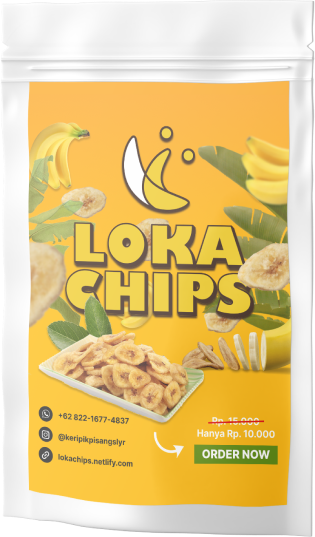 LOKA
CHIPS
+62 822-1677-4837
@keripikpisangslyr
lokachips.netlify.com
Rp. 15.000
Hanya Rp. 10.000
ORDER NOW